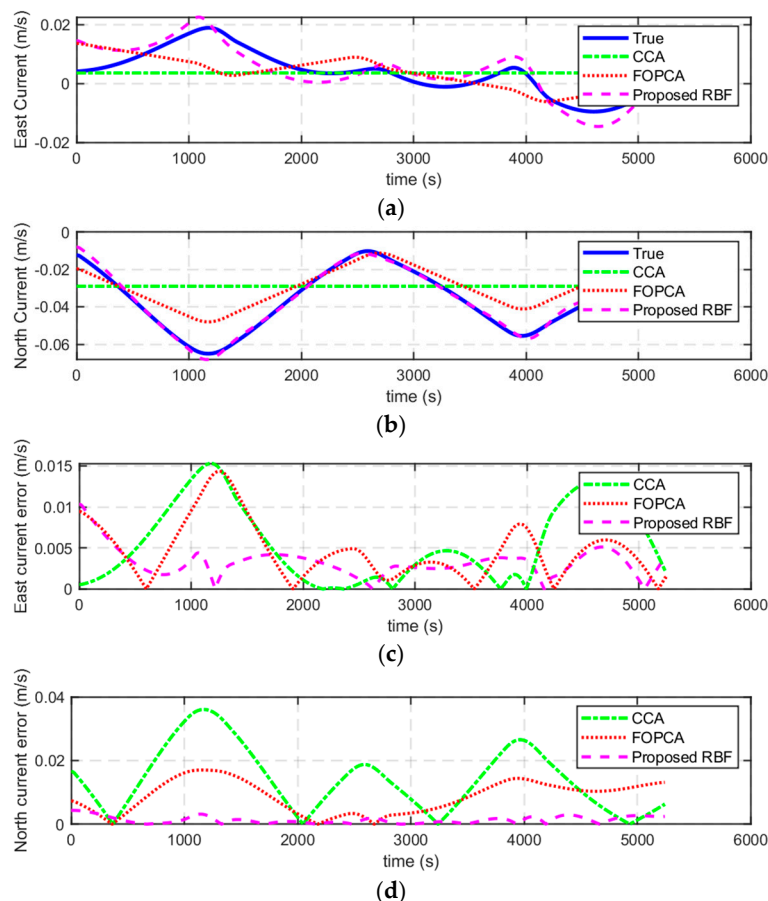 East Current (m/s)
0.02
0
-0.02
0 1000 2000 3000 4000 5000 6000
time (s)
True
CCA
FOPCA
Proposed RBF
(a)
North Current (m/s)
0
-0.02
-0.04
-0.06
0 1000 2000 3000 4000 5000 6000
time (s)
True
CCA
FOPCA
Proposed RBF
(b)
East current error (m/s)
0.015
0.01
0.005
0
0 1000 2000 3000 4000 5000 6000
time (s)
CCA
FOPCA
Proposed RBF
(c)
North current error (m/s)
0.04
0.02
0
0 1000 2000 3000 4000 5000 6000
time (s)
CCA
FOPCA
Proposed RBF
(d)